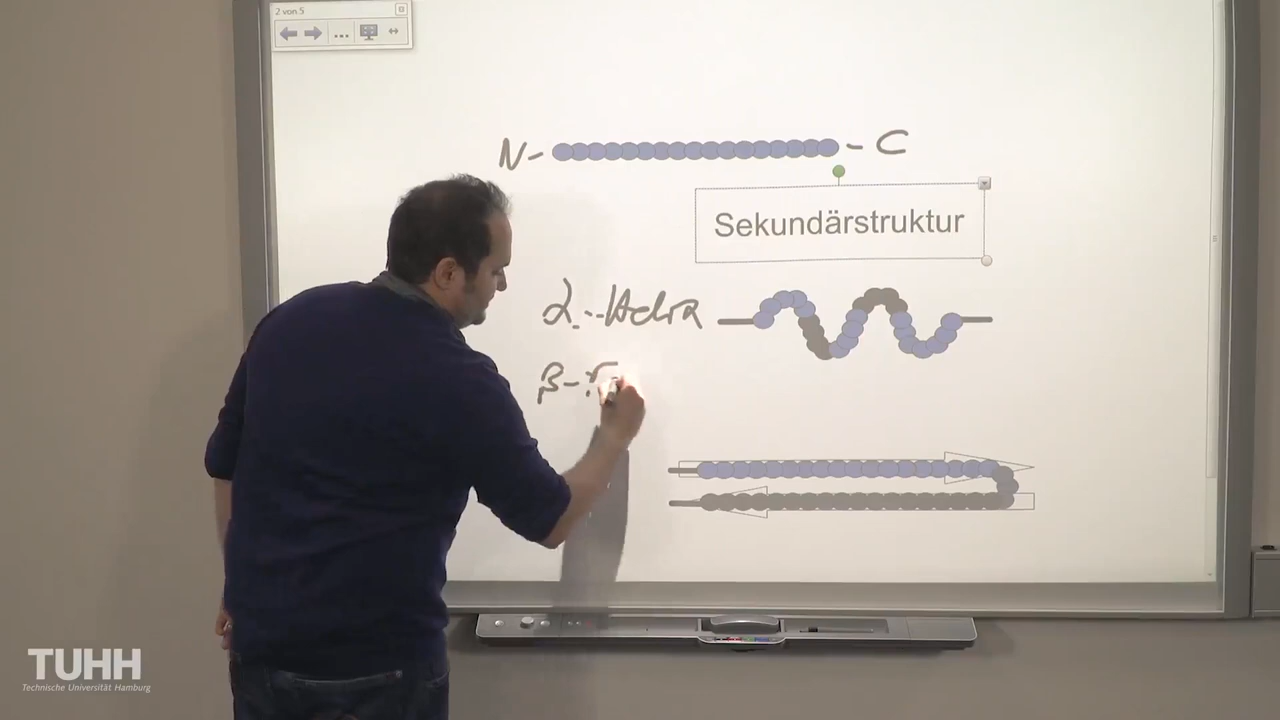 2 von 5
N- - C
Sekundärstruktur
α-Helix
β-F
TUHH
Technische Universität Hamburg